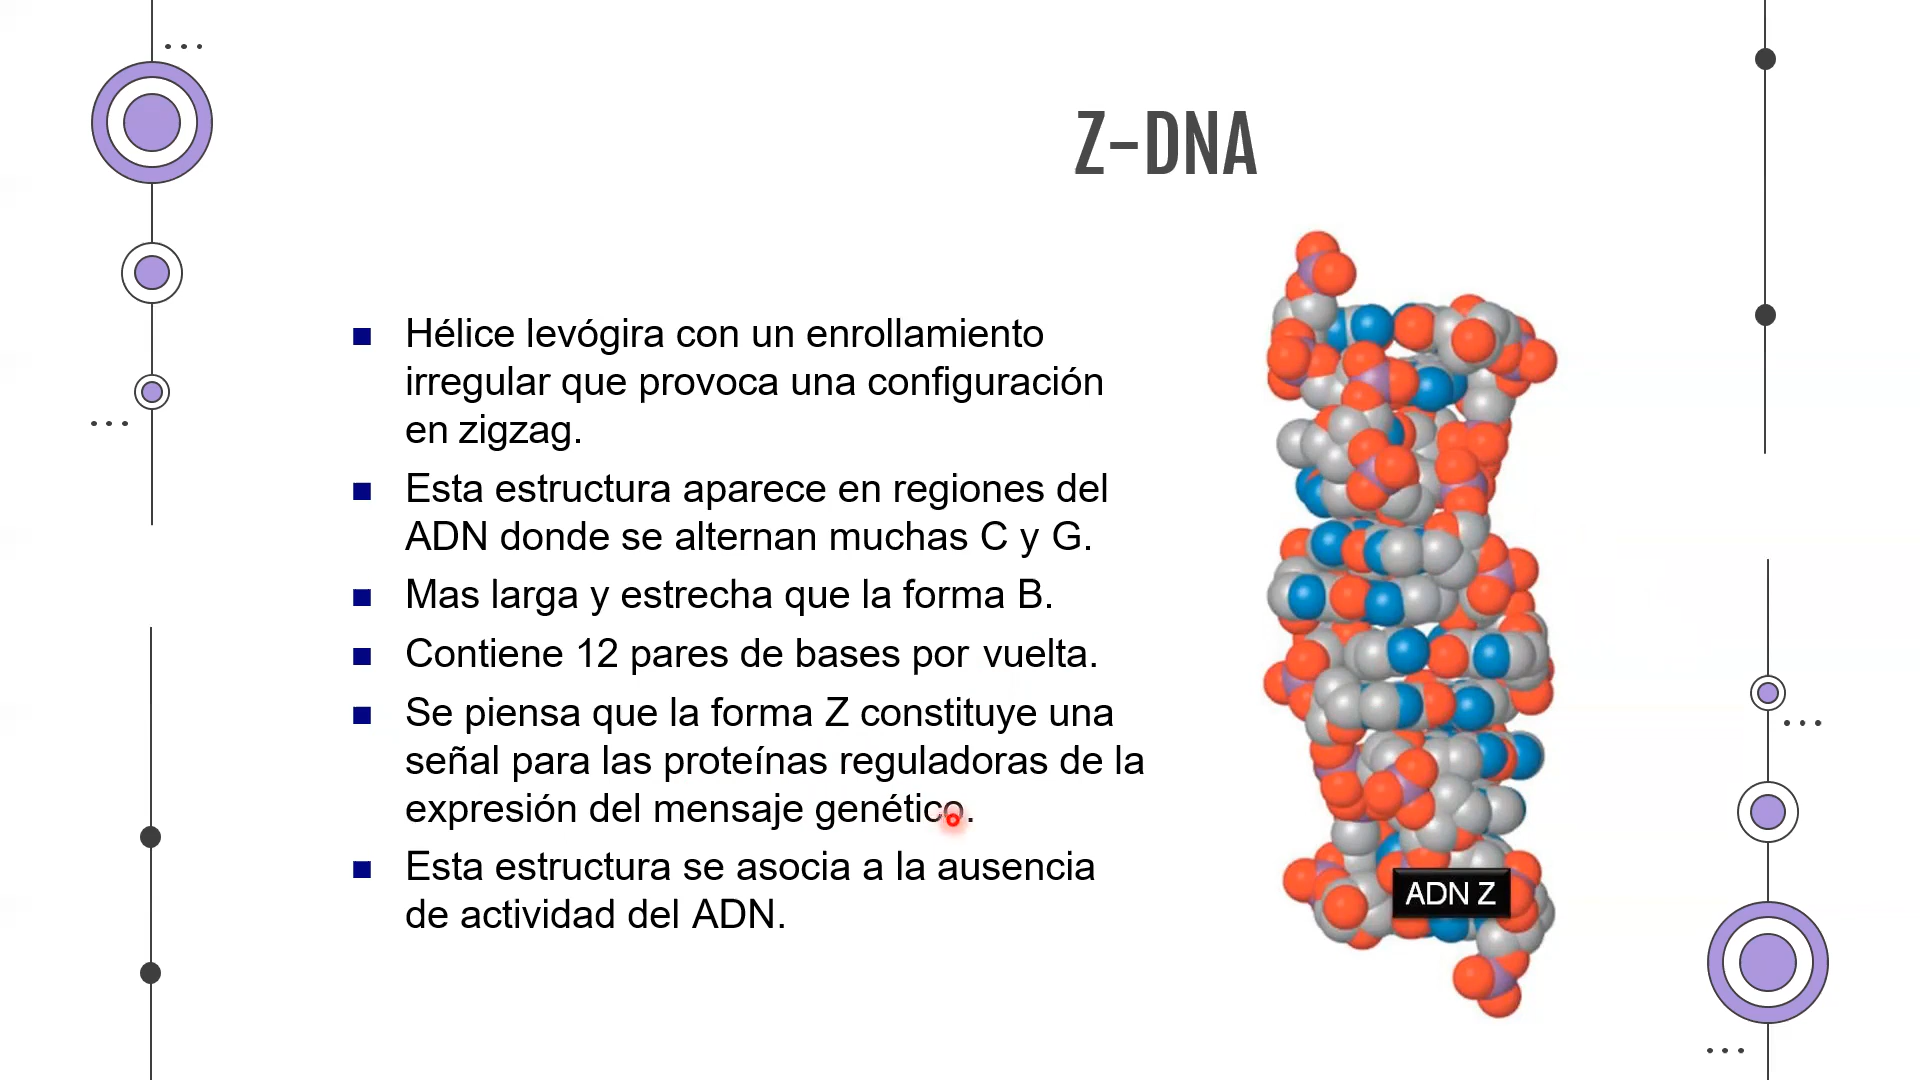 Z-DNA
Hélice levógira con un enrollamiento
irregular que provoca una configuración
en zigzag.
Esta estructura aparece en regiones del
ADN donde se alternan muchas C y G.
Mas larga y estrecha que la forma B.
Contiene 12 pares de bases por vuelta.
Se piensa que la forma Z constituye una
señal para las proteínas reguladoras de la
expresión del mensaje genético.
Esta estructura se asocia a la ausencia
de actividad del ADN.
ADN Z